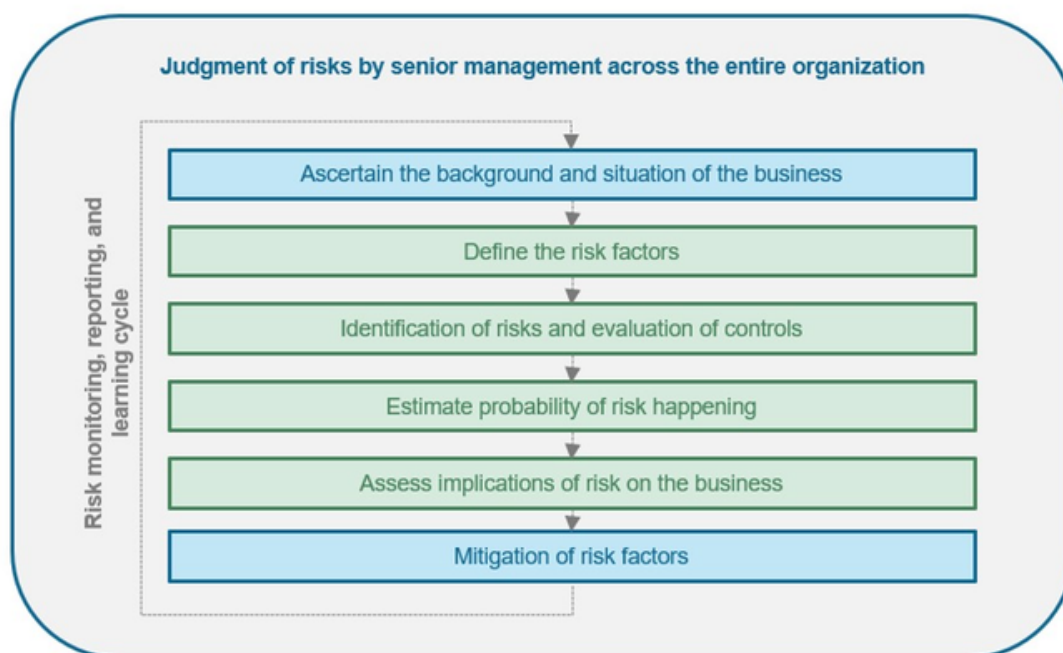 Judgment of risks by senior management across the entire organization
Risk monitoring, reporting, and
learning cycle
Ascertain the background and situation of the business
Define the risk factors
Identification of risks and evaluation of controls
Estimate probability of risk happening
Assess implications of risk on the business
Mitigation of risk factors